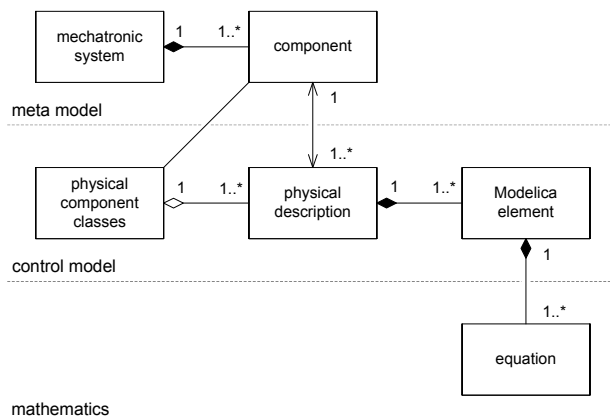 mechatronic
system
1
1..*
component
meta model
1
1..*
physical
component
classes
1
1..*
physical
description
1
1..*
Modelica
element
control model
1
1..*
equation
mathematics